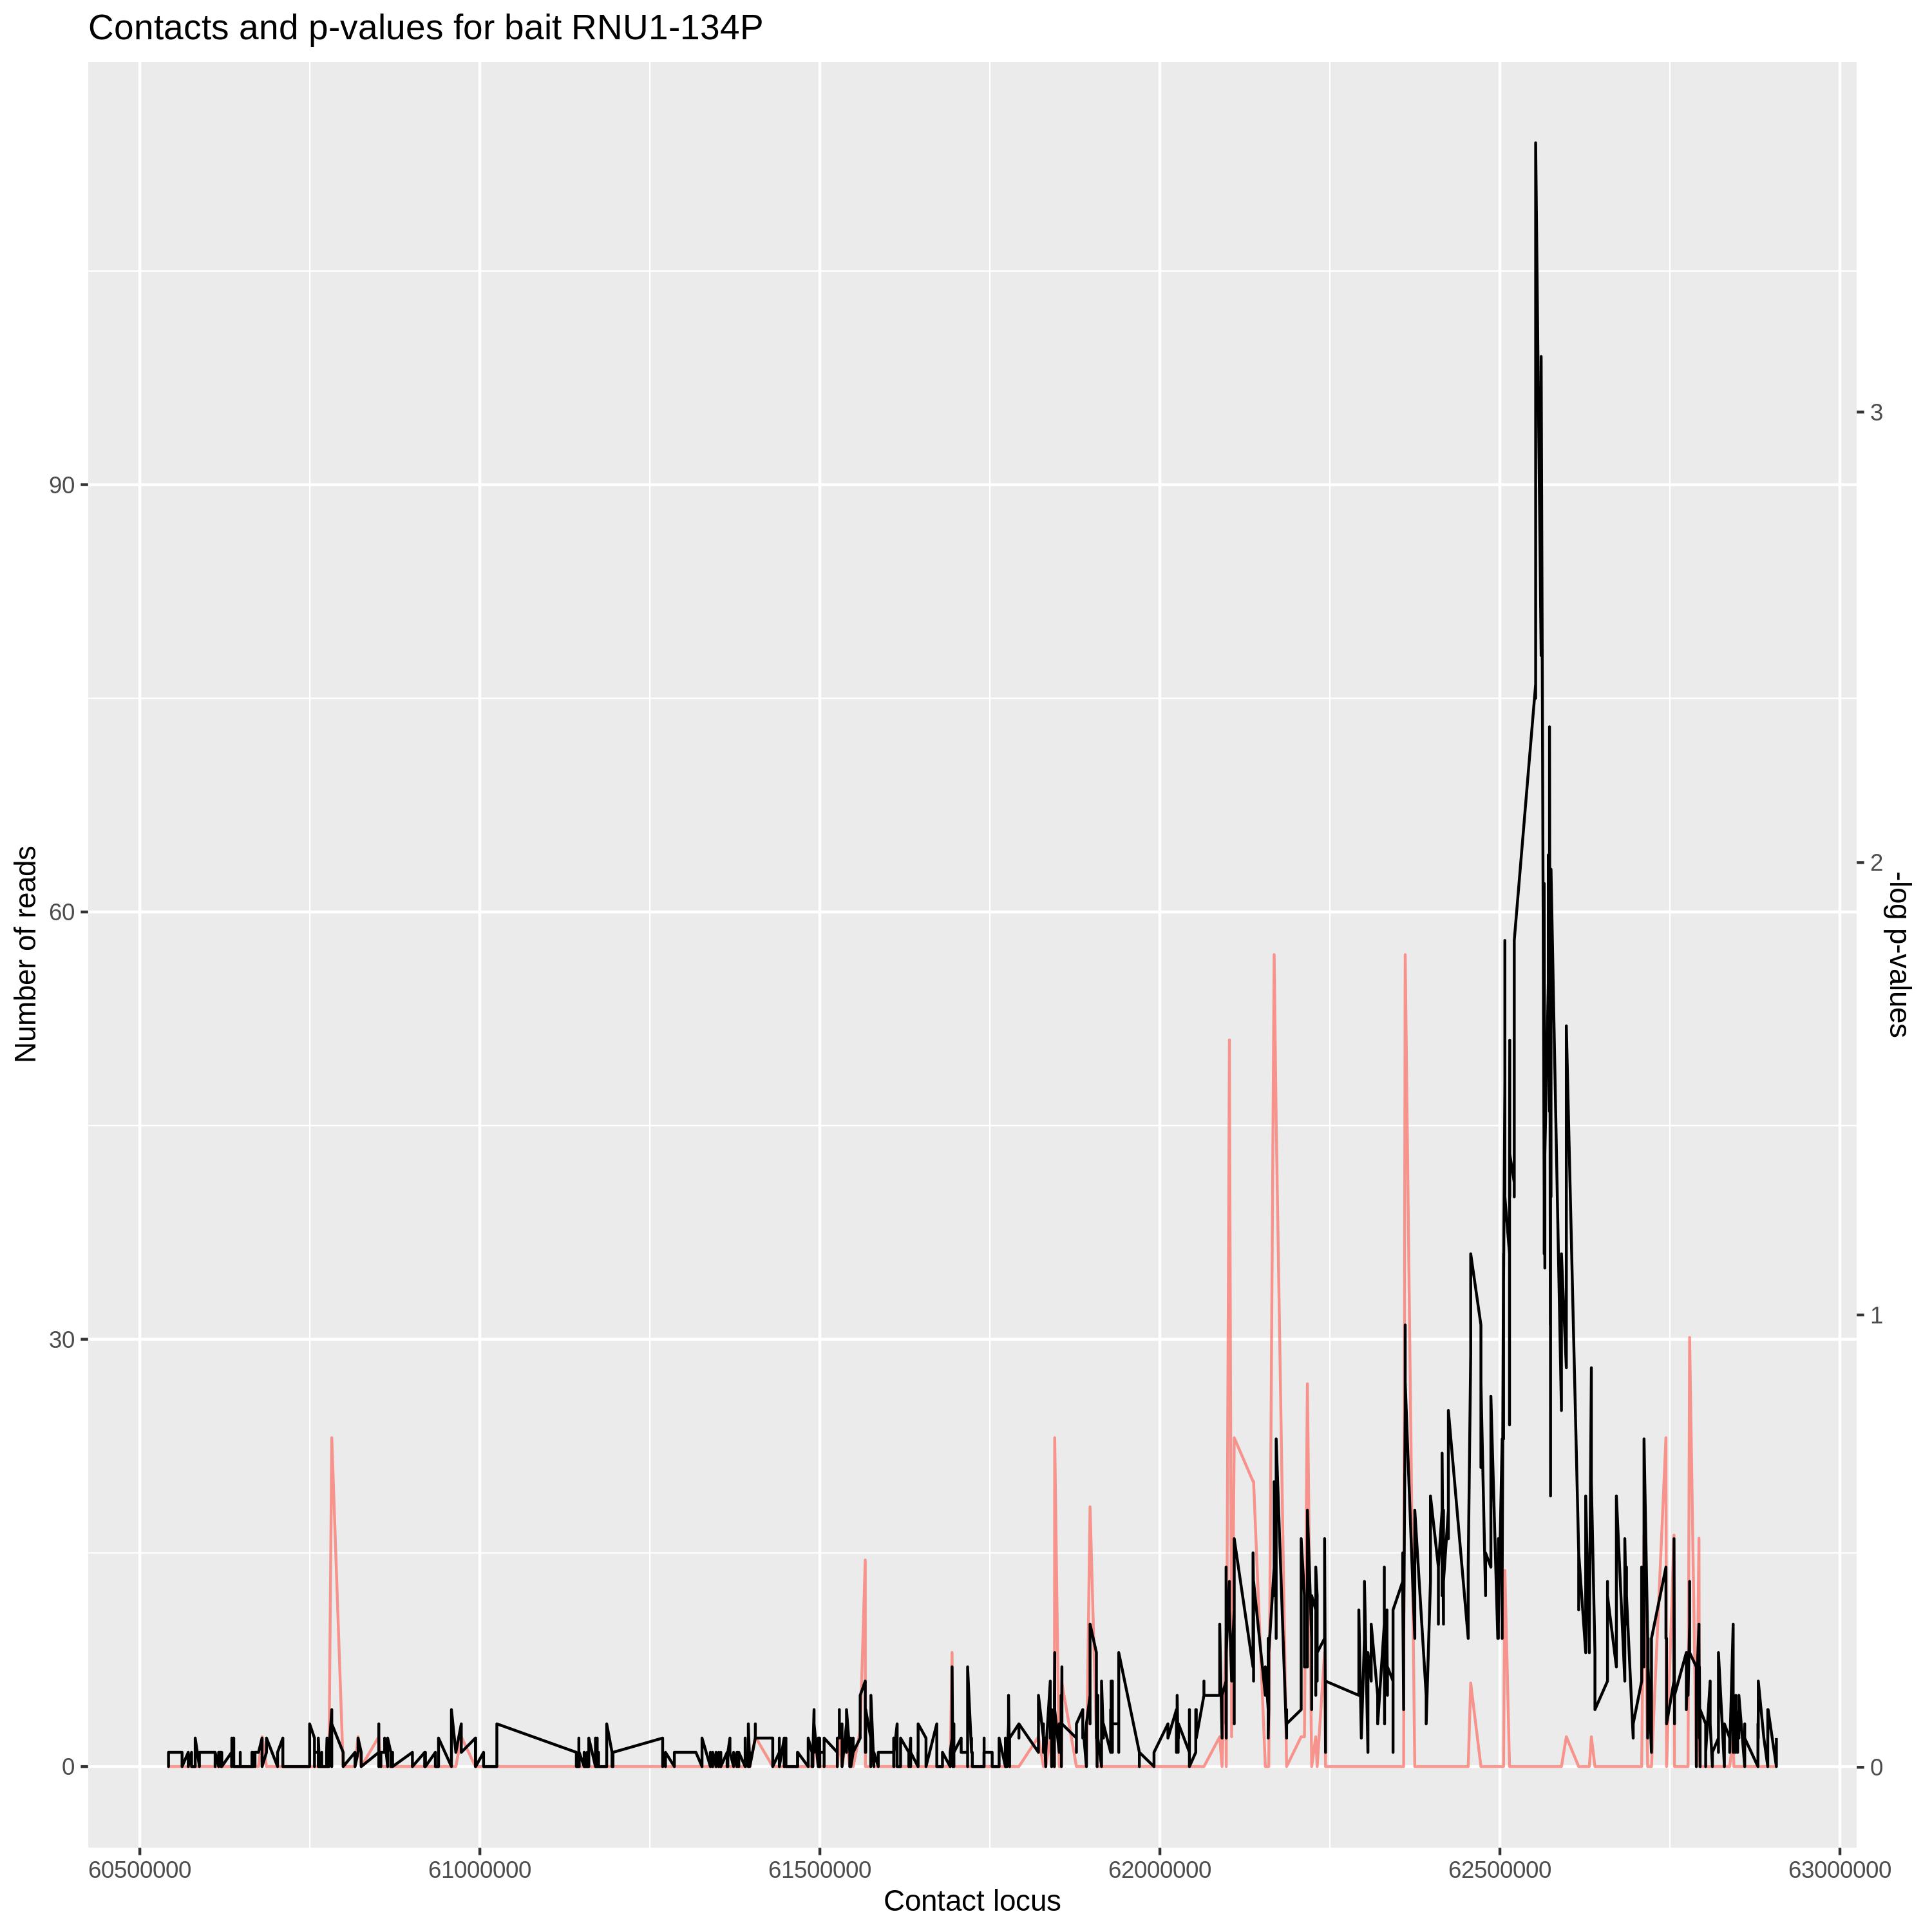 Contacts and p-values for bait RNU1-134P
Number of reads
90
60
30
0
3
2
1
0
-log p-values
60500000 61000000 61500000 62000000 62500000 63000000
Contact locus